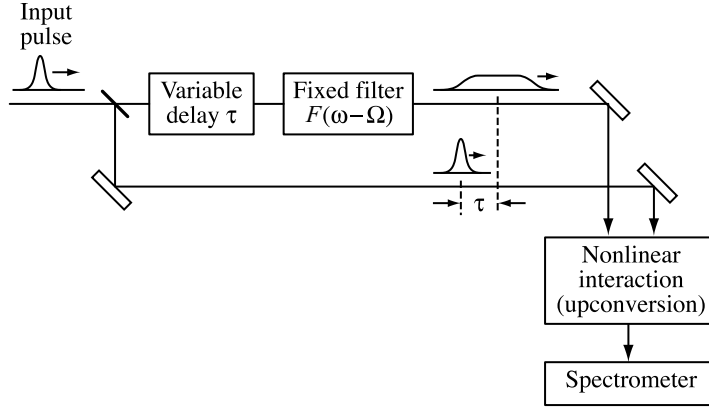 Input
pulse
Variable
delay τ
Fixed filter
F(ω−Ω)
τ
Nonlinear
interaction
(upconversion)
Spectrometer